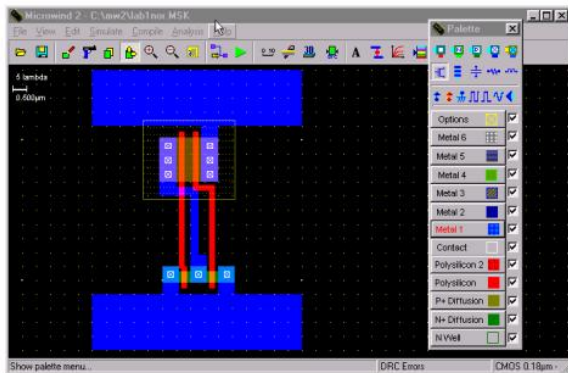 Microwind 2 - C:\mw2\lab1nor.MSK
File View Edit Simulate Compile Analysis Help
5 lambda
0.500µm
Palette
Options
Metal 6
Metal 5
Metal 4
Metal 3
Metal 2
Metal 1
Contact
Polysilicon 2
Polysilicon
P+ Diffusion
N+ Diffusion
N Well
Show palette menu...
DRC Errors
CMOS 0.18µm -